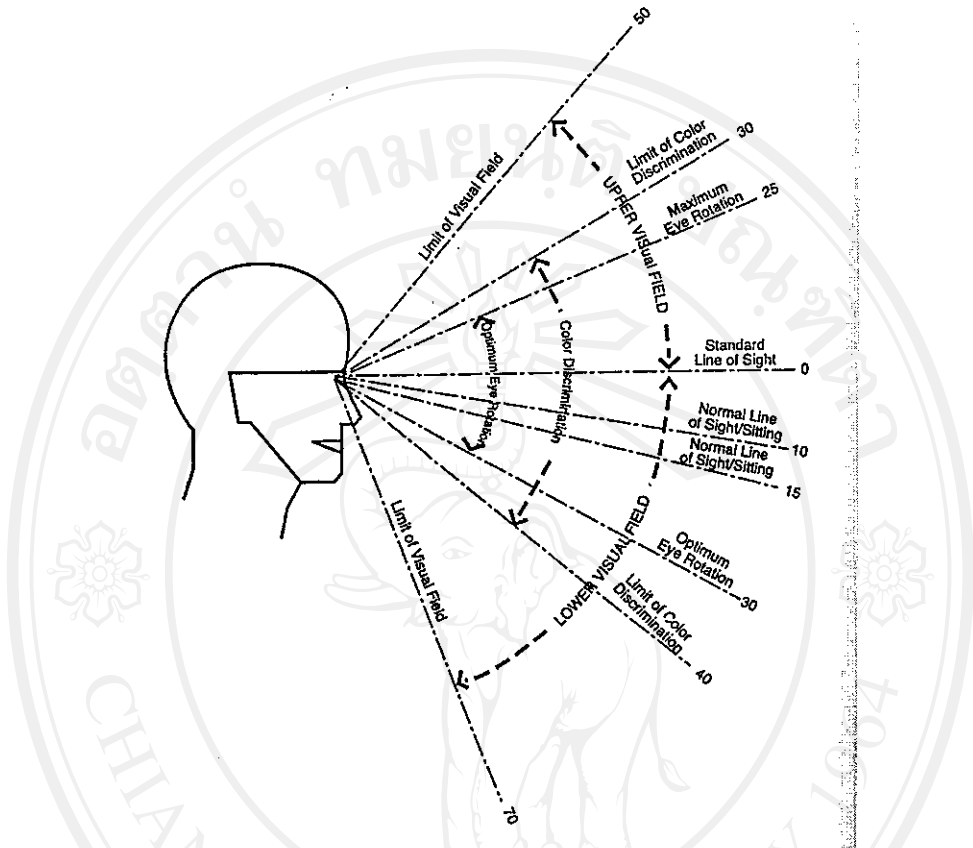 50
Limit of Visual Field
Limit of Color
Discrimination
30
Maximum
Eye Rotation
25
UPPER VISUAL FIELD
Optimum Eye Rotation
Color Discrimination
Standard
Line of Sight
0
Normal Line
of Sight/Sitting
10
Normal Line
of Sight/Sitting
15
Optimum
Eye Rotation
30
LOWER VISUAL FIELD
Limit of Color
Discrimination
40
Limit of Visual Field
70
1964